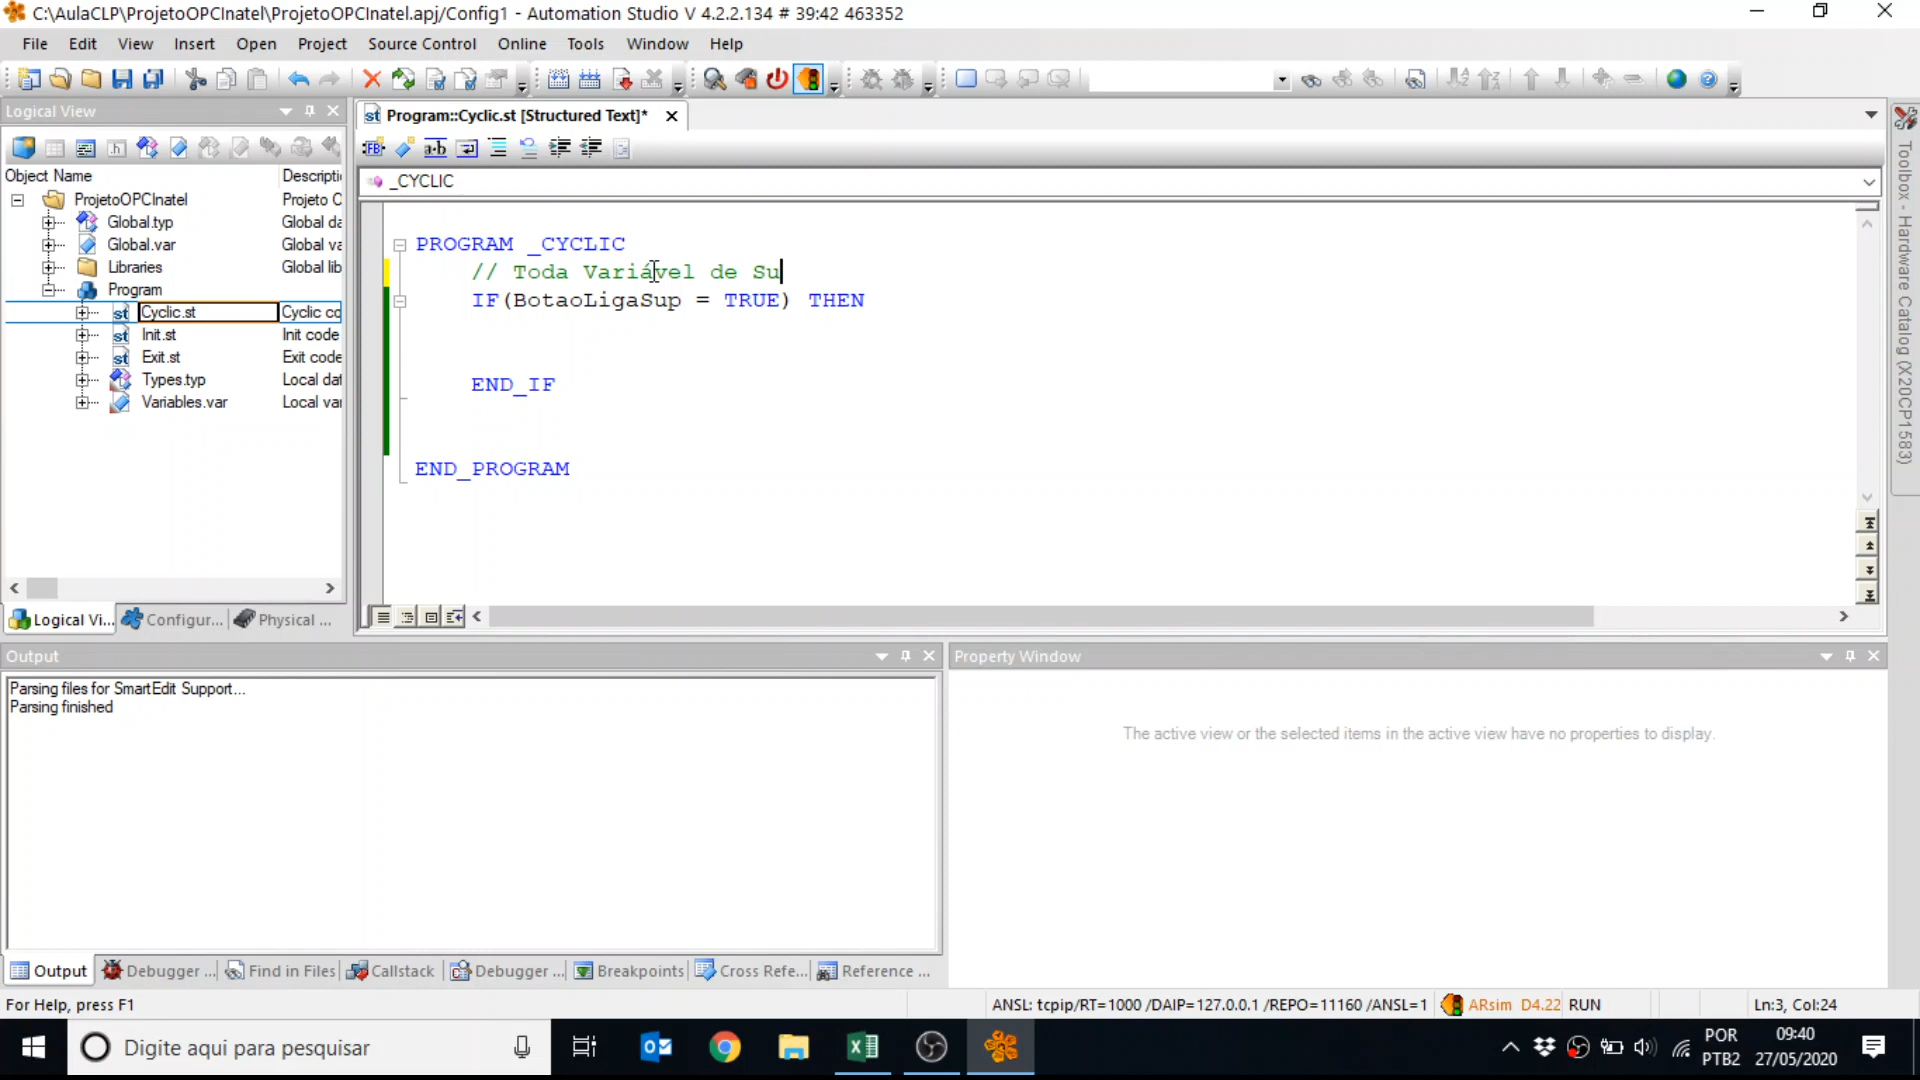 C:\AulaCLP\ProjetoOPCInatel\ProjetoOPCInatel.apj/Config1 - Automation Studio V 4.2.2.134 # 39:42 463352
File Edit View Insert Open Project Source Control Online Tools Window Help
Logical View
Program::Cyclic.st [Structured Text]*
Object Name Descripti
_CYCLIC
ProjetoOPCInatel Projeto O
Global.typ Global da
Global.var Global va
Libraries Global lib
Program
Cyclic.st Cyclic co
Init.st Init code
Exit.st Exit code
Types.typ Local dat
Variables.var Local var
PROGRAM _CYCLIC
// Toda Variável de Su
IF(BotaoLigaSup = TRUE) THEN
END_IF
END_PROGRAM
Toolbox - Hardware Catalog (X20CP1583)
Logical Vi... Configur... Physical ...
Output
Parsing files for SmartEdit Support...
Parsing finished
Property Window
The active view or the selected items in the active view have no properties to display.
Output Debugger ... Find in Files Callstack Debugger ... Breakpoints Cross Refe... Reference ...
For Help, press F1 ANSL: tcpip/RT=1000 /DAIP=127.0.0.1 /REPO=11160 /ANSL=1 ARsim D4.22 RUN Ln:3, Col:24
Digite aqui para pesquisar
POR
PTB2
09:40
27/05/2020